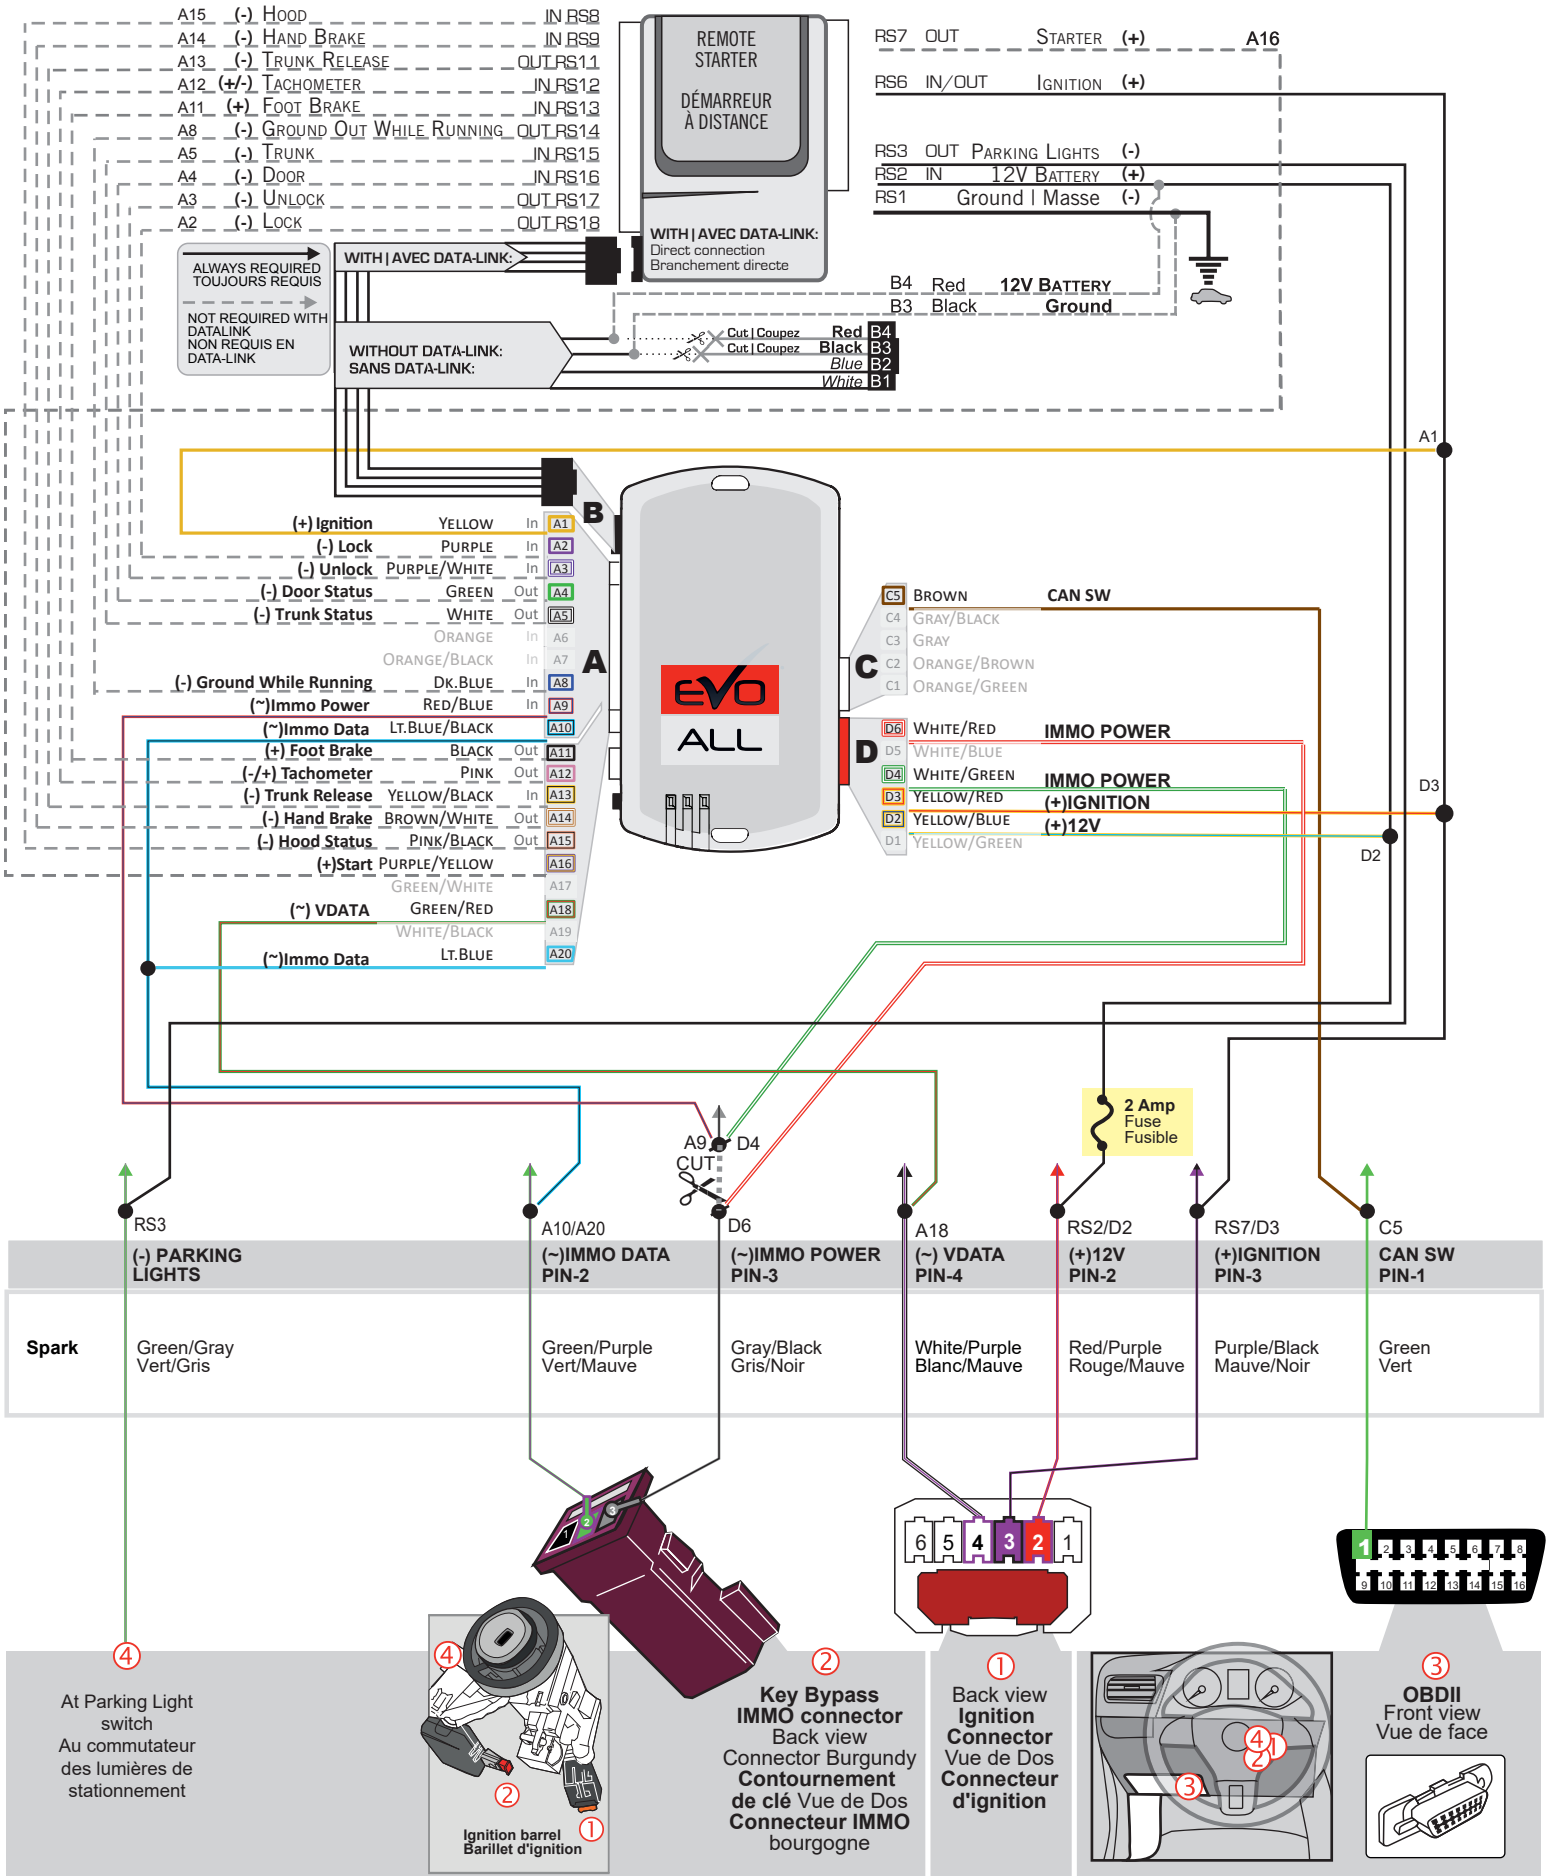 A15 (-) HOOD IN RS8
A14 (-) HAND BRAKE IN RS9
A13 (-) TRUNK RELEASE OUT RS11
A12 (+/-) TACHOMETER IN RS12
A11 (+) FOOT BRAKE IN RS13
A8 (-) GROUND OUT WHILE RUNNING OUT RS14
A5 (-) TRUNK IN RS15
A4 (-) DOOR IN RS16
A3 (-) UNLOCK OUT RS17
A2 (-) LOCK OUT RS18
REMOTE
STARTER
DÉMARREUR
À DISTANCE
WITH | AVEC DATA-LINK:
Direct connection
Branchement directe
RS7 OUT STARTER (+) A16
RS6 IN/OUT IGNITION (+)
RS3 OUT PARKING LIGHTS (-)
RS2 IN 12V BATTERY (+)
RS1 Ground | Masse (-)
ALWAYS REQUIRED
TOUJOURS REQUIS
NOT REQUIRED WITH
DATALINK
NON REQUIS EN
DATA-LINK
WITH | AVEC DATA-LINK:
WITHOUT DATA-LINK:
SANS DATA-LINK:
B4 Red 12V BATTERY
B3 Black Ground
Cut | Coupez Red B4
Cut | Coupez Black B3
Blue B2
White B1
A1
B
(+) Ignition YELLOW In A1
(-) Lock PURPLE In A2
(-) Unlock PURPLE/WHITE In A3
(-) Door Status GREEN Out A4
(-) Trunk Status WHITE Out A5
ORANGE In A6
ORANGE/BLACK In A7
(-) Ground While Running DK.BLUE In A8
(~)Immo Power RED/BLUE In A9
(~)Immo Data LT.BLUE/BLACK A10
(+) Foot Brake BLACK Out A11
(-/+) Tachometer PINK Out A12
(-) Trunk Release YELLOW/BLACK In A13
(-) Hand Brake BROWN/WHITE Out A14
(-) Hood Status PINK/BLACK Out A15
(+)Start PURPLE/YELLOW A16
GREEN/WHITE A17
(~) VDATA GREEN/RED A18
WHITE/BLACK A19
(~)Immo Data LT.BLUE A20
A
EVO
ALL
C
C5 BROWN CAN SW
C4 GRAY/BLACK
C3 GRAY
C2 ORANGE/BROWN
C1 ORANGE/GREEN
D
D6 WHITE/RED IMMO POWER
D5 WHITE/BLUE
D4 WHITE/GREEN IMMO POWER
D3 YELLOW/RED (+)IGNITION
D2 YELLOW/BLUE (+)12V
D1 YELLOW/GREEN
D3
D2
2 Amp
Fuse
Fusible
A9 D4
CUT
RS3
A10/A20
D6
A18
RS2/D2
RS7/D3
C5
(-) PARKING
LIGHTS
(~)IMMO DATA
PIN-2
(~)IMMO POWER
PIN-3
(~) VDATA
PIN-4
(+)12V
PIN-2
(+)IGNITION
PIN-3
CAN SW
PIN-1
Spark
Green/Gray
Vert/Gris
Green/Purple
Vert/Mauve
Gray/Black
Gris/Noir
White/Purple
Blanc/Mauve
Red/Purple
Rouge/Mauve
Purple/Black
Mauve/Noir
Green
Vert
1 2 3
6 5 4 3 2 1
1 2 3 4 5 6 7 8
9 10 11 12 13 14 15 16
4
At Parking Light
switch
Au commutateur
des lumières de
stationnement
4
2
1
Ignition barrel
Barillet d'ignition
2
Key Bypass
IMMO connector
Back view
Connector Burgundy
Contournement
de clé Vue de Dos
Connecteur IMMO
bourgogne
1
Back view
Ignition
Connector
Vue de Dos
Connecteur
d'ignition
4
1
2
3
3
OBDII
Front view
Vue de face